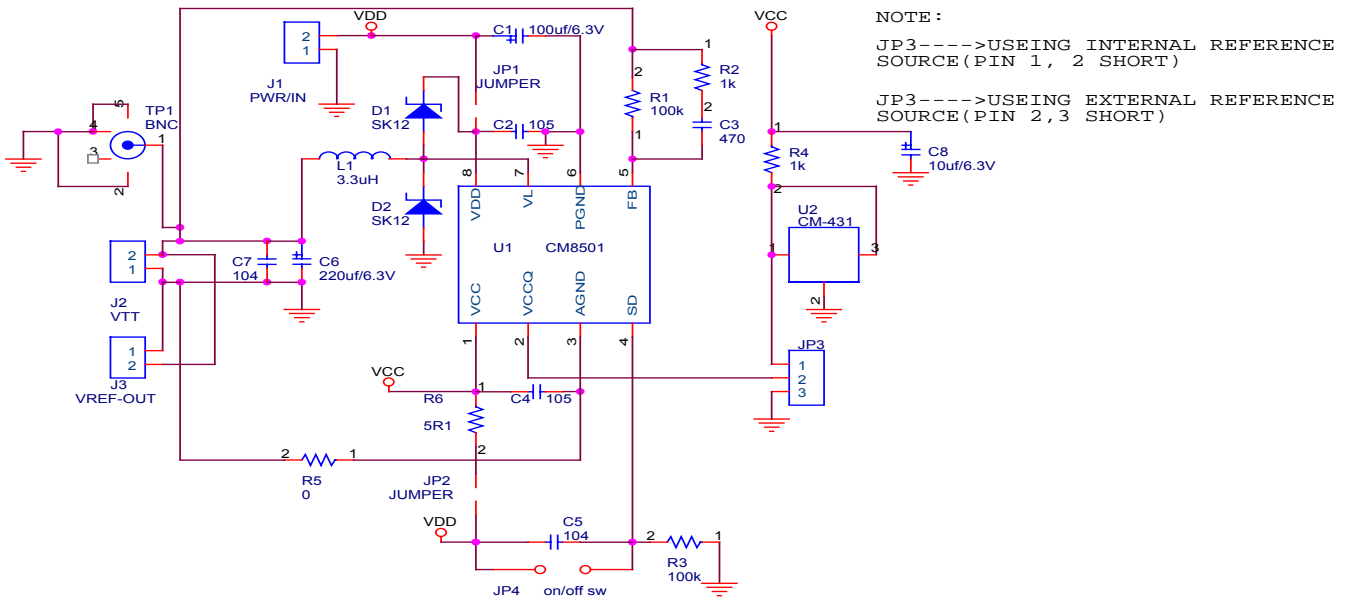 VDD
C1 100uf/6.3V
2
1
J1
PWR/IN
JP1
JUMPER
D1
SK12
C2 105
1
2
R1
100k
1
R2
1k
2
C3
470
VCC
NOTE:
JP3---->USEING INTERNAL REFERENCE
SOURCE(PIN 1, 2 SHORT)
JP3---->USEING EXTERNAL REFERENCE
SOURCE(PIN 2,3 SHORT)
R4
1k
2
C8
10uf/6.3V
5
TP1
BNC
4
1
3
2
L1
3.3uH
D2
SK12
8
7
6
5
VDD
VL
PGND
FB
U1 CM8501
VCC
VCCQ
AGND
SD
1
2
3
4
U2
CM-431
1
3
2
2
1
J2
VTT
C7
104
C6
220uf/6.3V
1
2
J3
VREF-OUT
JP3
1
2
3
VCC
1
R6
5R1
2
C4 105
2
1
R5
0
JP2
JUMPER
VDD
C5
104
2
1
R3
100k
JP4
on/off sw